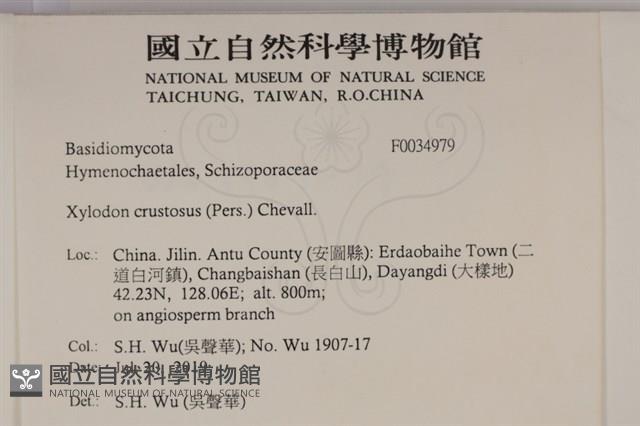 國立自然科學博物館
NATIONAL MUSEUM OF NATURAL SCIENCE
TAICHUNG, TAIWAN, R.O.CHINA
Basidiomycota F0034979
Hymenochaetales, Schizoporaceae
Xylodon crustosus (Pers.) Chevall.
Loc.: China. Jilin. Antu County (安圖縣): Erdaobaihe Town (二
道白河鎮), Changbaishan (長白山), Dayangdi (大樣地)
42.23N, 128.06E; alt. 800m;
on angiosperm branch
Col.: S.H. Wu(吳聲華); No. Wu 1907-17
Date: Jul 20, 2019
國立自然科學博物館
NATIONAL MUSEUM OF NATURAL SCIENCE
Det.: S.H. Wu (吳聲華)